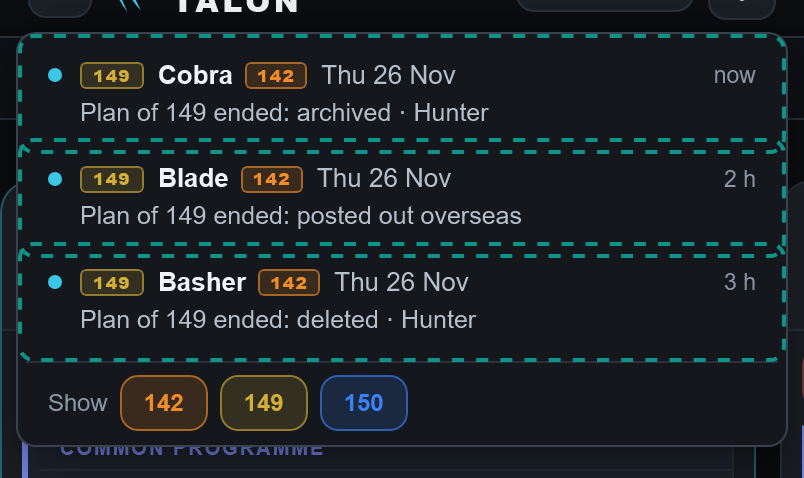 TALON
149 Cobra 142 Thu 26 Nov now
Plan of 149 ended: archived · Hunter
149 Blade 142 Thu 26 Nov 2 h
Plan of 149 ended: posted out overseas
149 Basher 142 Thu 26 Nov 3 h
Plan of 149 ended: deleted · Hunter
Show 142 149 150
COMMON PROGRAMME